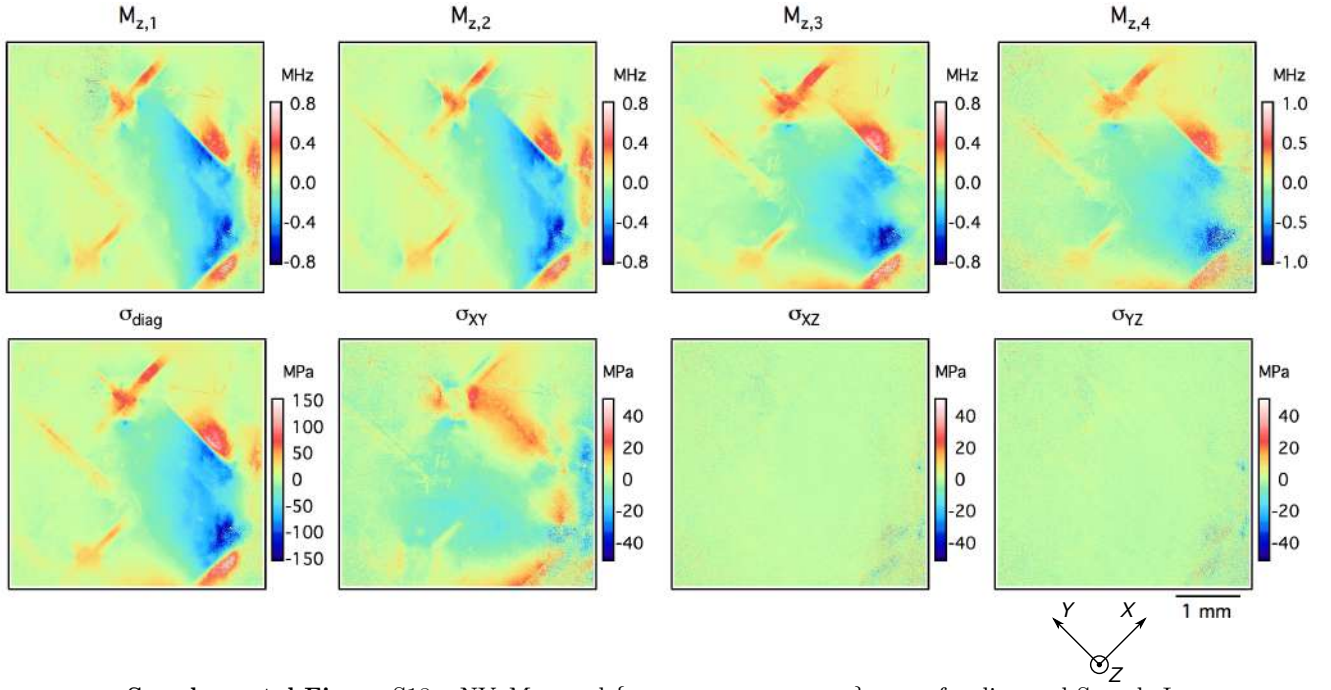 M_z,1 M_z,2 M_z,3 M_z,4
MHz MHz MHz MHz
0.8 0.8 0.8 1.0
0.4 0.4 0.4 0.5
0.0 0.0 0.0 0.0
-0.4 -0.4 -0.4 -0.5
-0.8 -0.8 -0.8 -1.0
σ_diag σ_XY σ_XZ σ_YZ
MPa MPa MPa MPa
150
100 40 40 40
50 20 20 20
0 0 0 0
-50 -20 -20 -20
-100 -40 -40 -40
-150
1 mm
Y X
Z